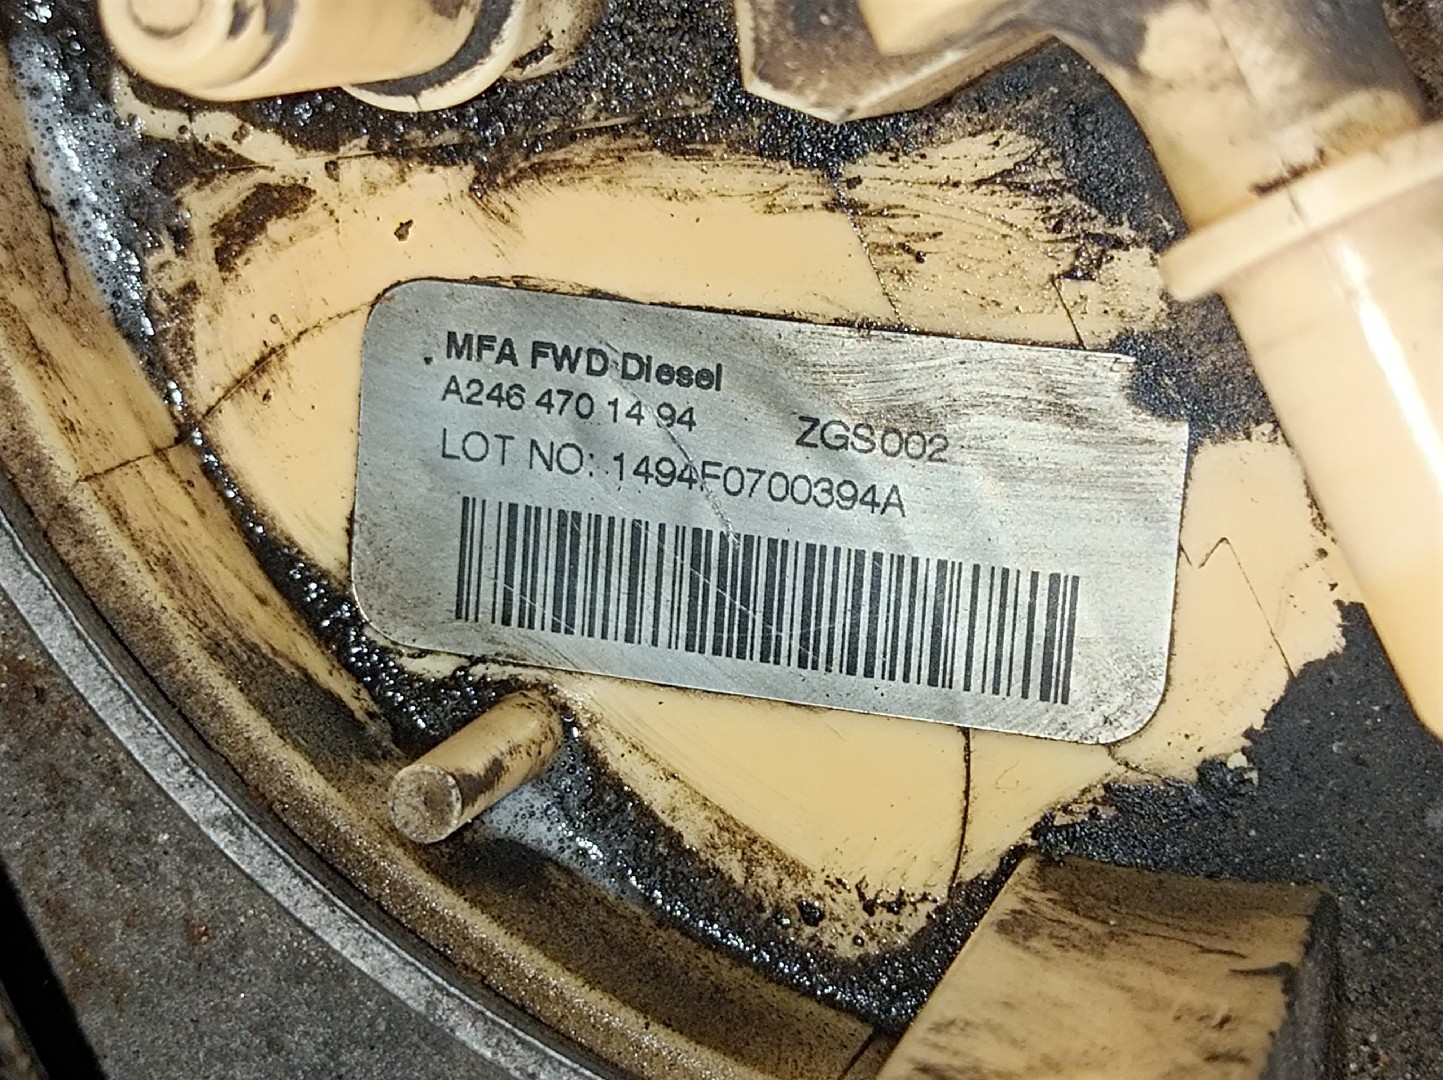 MFA FWD Diesel
A246 470 14 94 ZGS002
LOT NO: 1494F0700394A